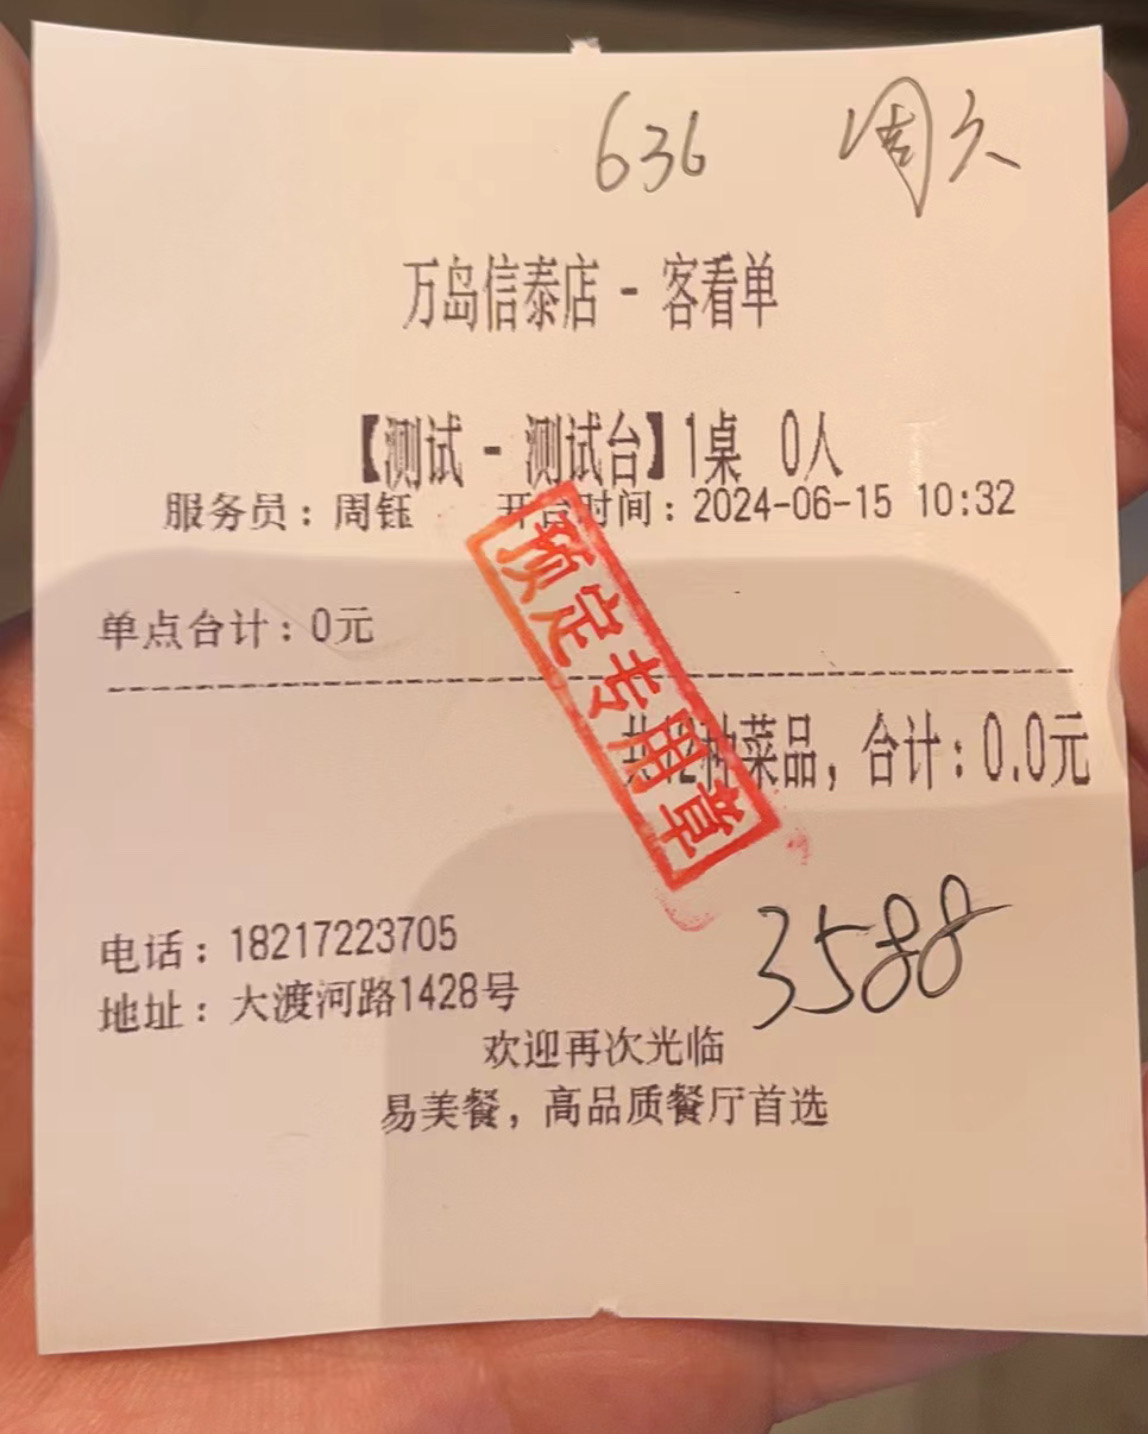 636 周六
万岛信泰店 - 客看单
【测试 - 测试台】1桌 0人
服务员：周钰 开台时间：2024-06-15 10:32
单点台计：0元
预定专用章
共12种菜品，合计：0.0元
3588
电话：18217223705
地址：大渡河路1428号
欢迎再次光临
易美餐，高品质餐厅首选